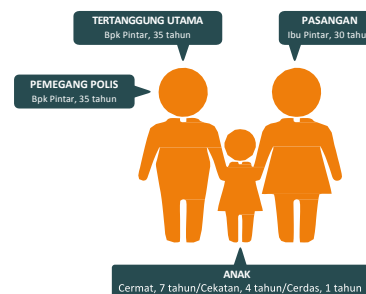 TERTANGGUNG UTAMA
Bpk Pintar, 35 tahun
PASANGAN
Ibu Pintar, 30 tahu
PEMEGANG POLIS
Bpk Pintar, 35 tahun
ANAK
Cermat, 7 tahun/Cekatan, 4 tahun/Cerdas, 1 tahun